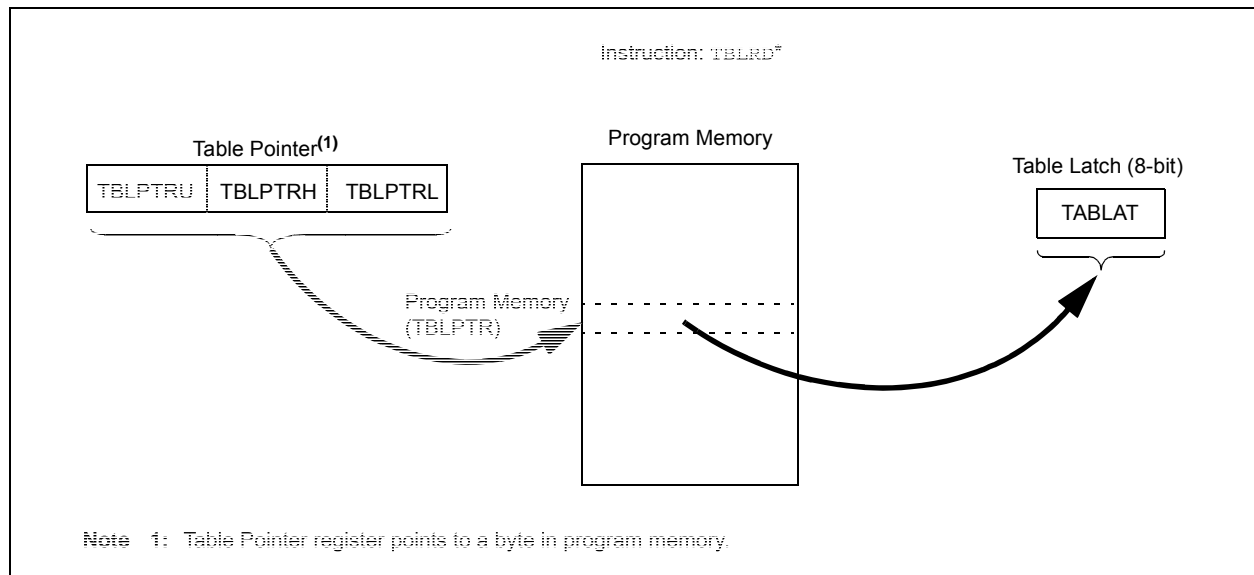 Instruction: TBLRD*
Table Pointer(1)
TBLPTRU TBLPTRH TBLPTRL
Program Memory
Table Latch (8-bit)
TABLAT
Program Memory
(TBLPTR)
Note 1: Table Pointer register points to a byte in program memory.